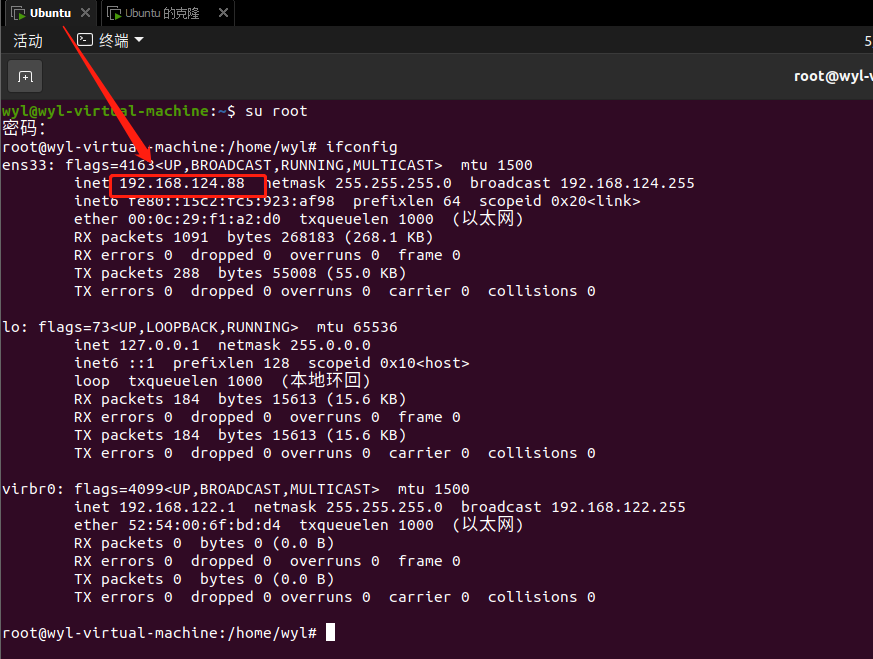 Ubuntu Ubuntu 的克隆
活动 终端 5
root@wyl-v
wyl@wyl-virtual-machine:~$ su root
密码：
root@wyl-virtual-machine:/home/wyl# ifconfig
ens33: flags=4163<UP,BROADCAST,RUNNING,MULTICAST>  mtu 1500
inet 192.168.124.88  netmask 255.255.255.0  broadcast 192.168.124.255
inet6 fe80::15c2:fc5:923:af98  prefixlen 64  scopeid 0x20<link>
ether 00:0c:29:f1:a2:d0  txqueuelen 1000  (以太网)
RX packets 1091  bytes 268183 (268.1 KB)
RX errors 0  dropped 0  overruns 0  frame 0
TX packets 288  bytes 55008 (55.0 KB)
TX errors 0  dropped 0 overruns 0  carrier 0  collisions 0
lo: flags=73<UP,LOOPBACK,RUNNING>  mtu 65536
inet 127.0.0.1  netmask 255.0.0.0
inet6 ::1  prefixlen 128  scopeid 0x10<host>
loop  txqueuelen 1000  (本地环回)
RX packets 184  bytes 15613 (15.6 KB)
RX errors 0  dropped 0  overruns 0  frame 0
TX packets 184  bytes 15613 (15.6 KB)
TX errors 0  dropped 0 overruns 0  carrier 0  collisions 0
virbr0: flags=4099<UP,BROADCAST,MULTICAST>  mtu 1500
inet 192.168.122.1  netmask 255.255.255.0  broadcast 192.168.122.255
ether 52:54:00:6f:bd:d4  txqueuelen 1000  (以太网)
RX packets 0  bytes 0 (0.0 B)
RX errors 0  dropped 0  overruns 0  frame 0
TX packets 0  bytes 0 (0.0 B)
TX errors 0  dropped 0 overruns 0  carrier 0  collisions 0
root@wyl-virtual-machine:/home/wyl#